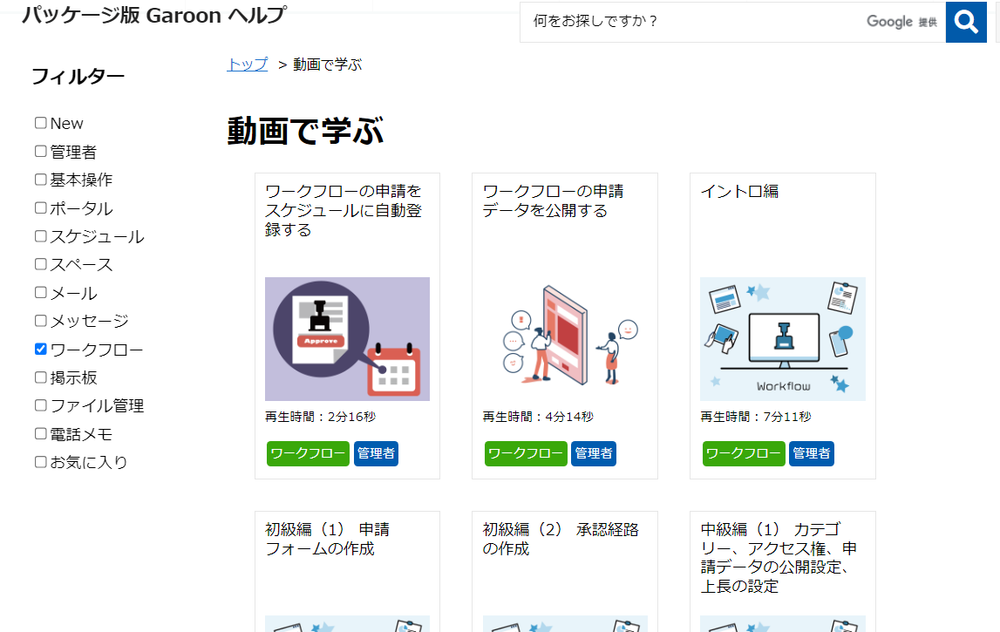 パッケージ版 Garoon ヘルプ
何をお探しですか？
Google 提供
フィルター
New
管理者
基本操作
ポータル
スケジュール
スペース
メール
メッセージ
ワークフロー
掲示板
ファイル管理
電話メモ
お気に入り
トップ > 動画で学ぶ
動画で学ぶ
ワークフローの申請を
スケジュールに自動登
録する
Approve
再生時間：2分16秒
ワークフロー 管理者
ワークフローの申請
データを公開する
再生時間：4分14秒
ワークフロー 管理者
イントロ編
Workflow
再生時間：7分11秒
ワークフロー 管理者
初級編（1） 申請
フォームの作成
初級編（2） 承認経路
の作成
中級編（1） カテゴ
リー、アクセス権、申
請データの公開設定、
上長の設定